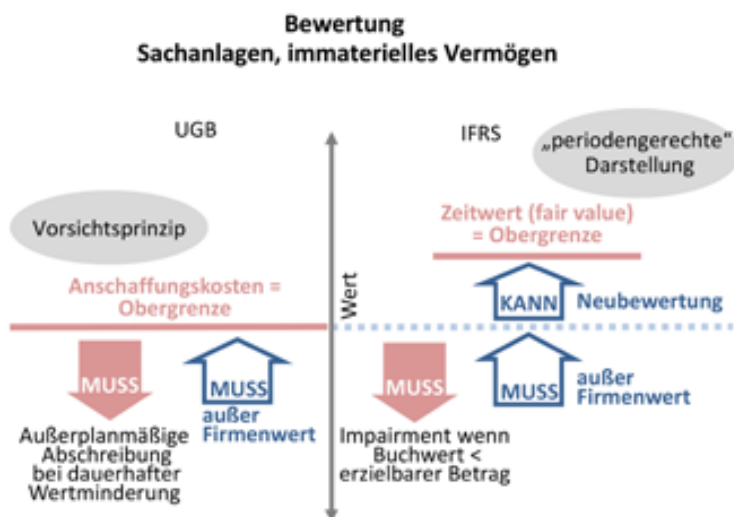 Bewertung
Sachanlagen, immaterielles Vermögen
UGB
Vorsichtsprinzip
Anschaffungskosten =
Obergrenze
MUSS
MUSS
außer
Firmenwert
Außerplanmäßige
Abschreibung
bei dauerhafter
Wertminderung
Wert
IFRS
„periodengerechte“
Darstellung
Zeitwert (fair value)
= Obergrenze
KANN
Neubewertung
MUSS
MUSS
außer
Firmenwert
Impairment wenn
Buchwert <
erzielbarer Betrag